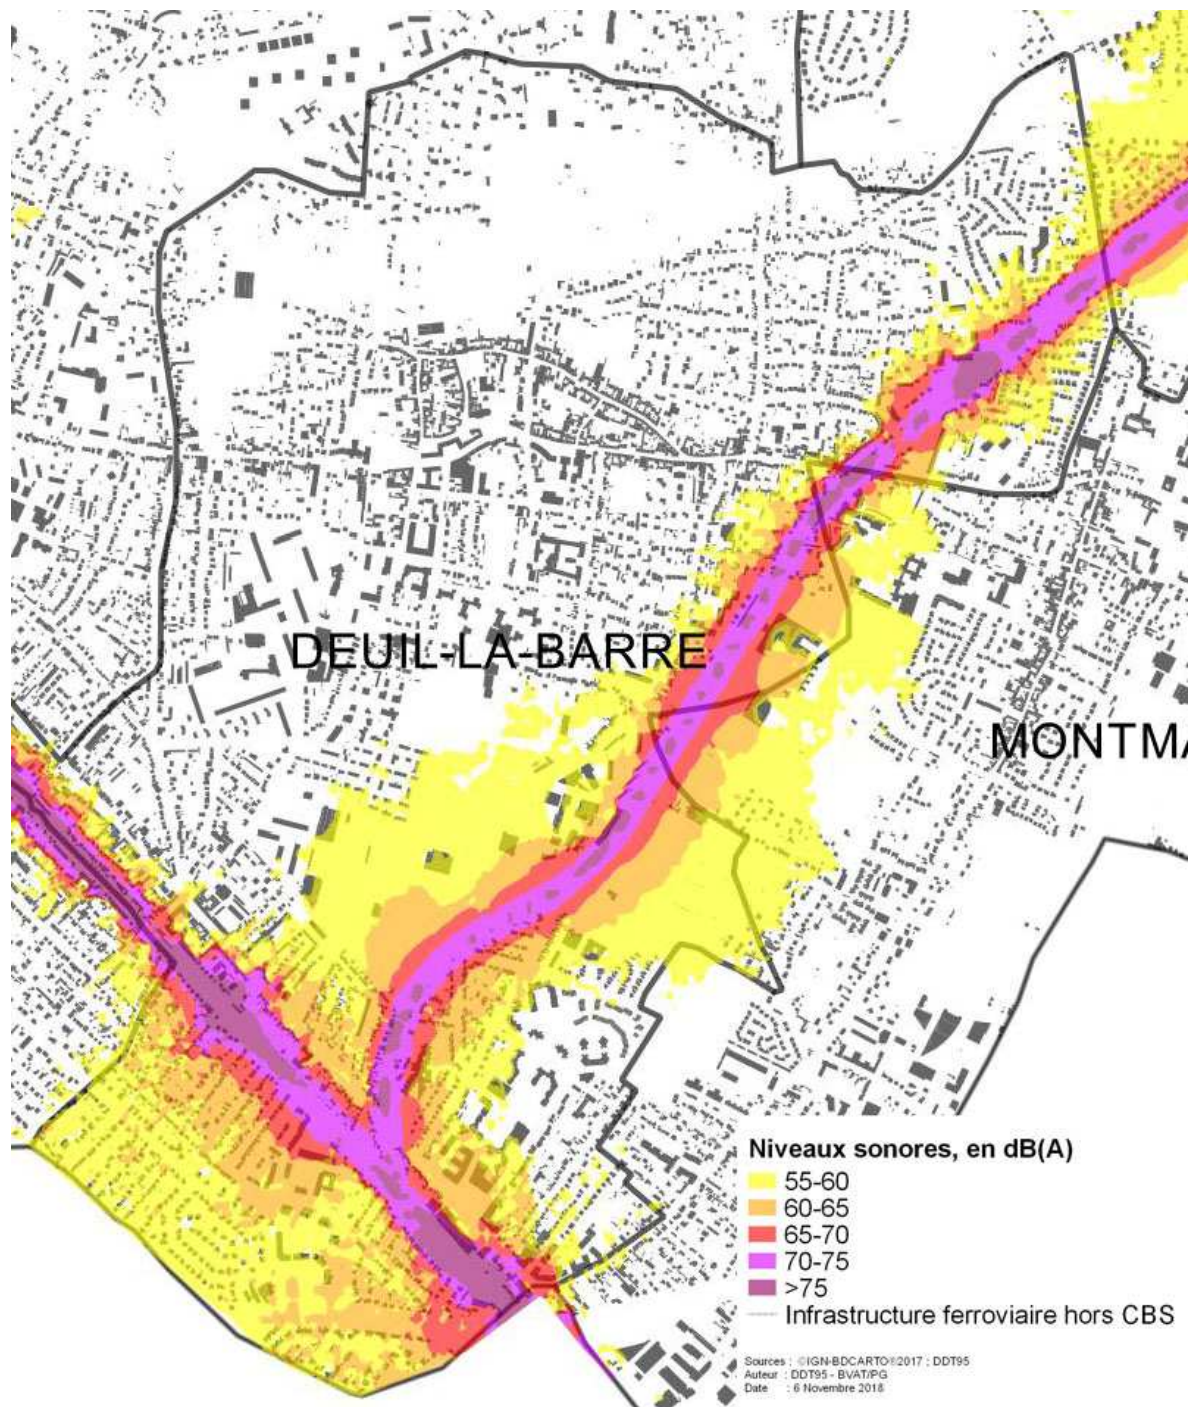 DEUIL-LA-BARRE
MONTMA
Niveaux sonores, en dB(A)
55-60
60-65
65-70
70-75
>75
Infrastructure ferroviaire hors CBS
Sources : ©IGN-BDCARTO®2017 ; DDT95
Auteur : DDT95 - BVAT/PG
Date : 6 Novembre 2018